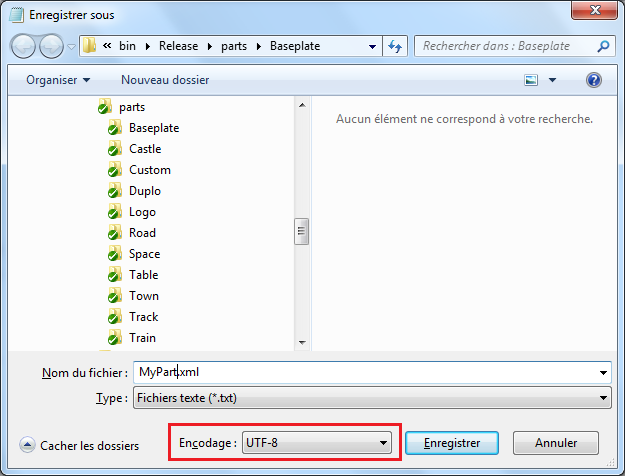 Enregistrer sous
« bin Release parts Baseplate Rechercher dans : Baseplate
Organiser Nouveau dossier
parts
Baseplate
Castle
Custom
Duplo
Logo
Road
Space
Table
Town
Track
Train
Aucun élément ne correspond à votre recherche.
Nom du fichier : MyPart.xml
Type : Fichiers texte (*.txt)
Cacher les dossiers Encodage : UTF-8 Enregistrer Annuler